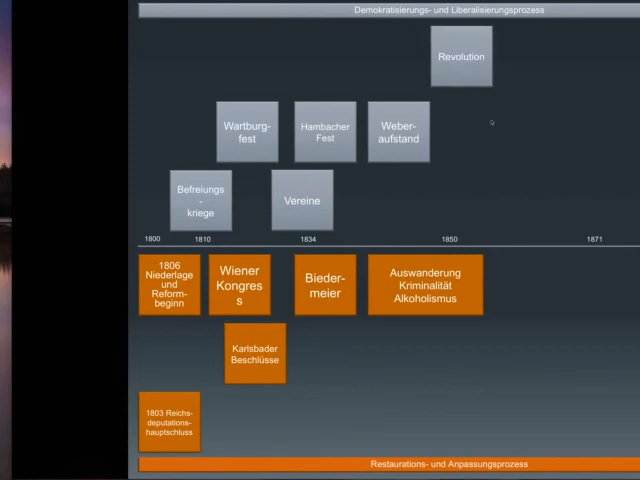 Demokratisierungs- und Liberalisierungsprozess
Revolution
Wartburg-
fest
Hambacher
Fest
Weber-
aufstand
Befreiungs
-
kriege
Vereine
1800
1810
1834
1850
1871
1806
Niederlage
und
Reform-
beginn
Wiener
Kongres
s
Bieder-
meier
Auswanderung
Kriminalität
Alkoholismus
Karlsbader
Beschlüsse
1803 Reichs-
deputations-
hauptschluss
Restaurations- und Anpassungsprozess